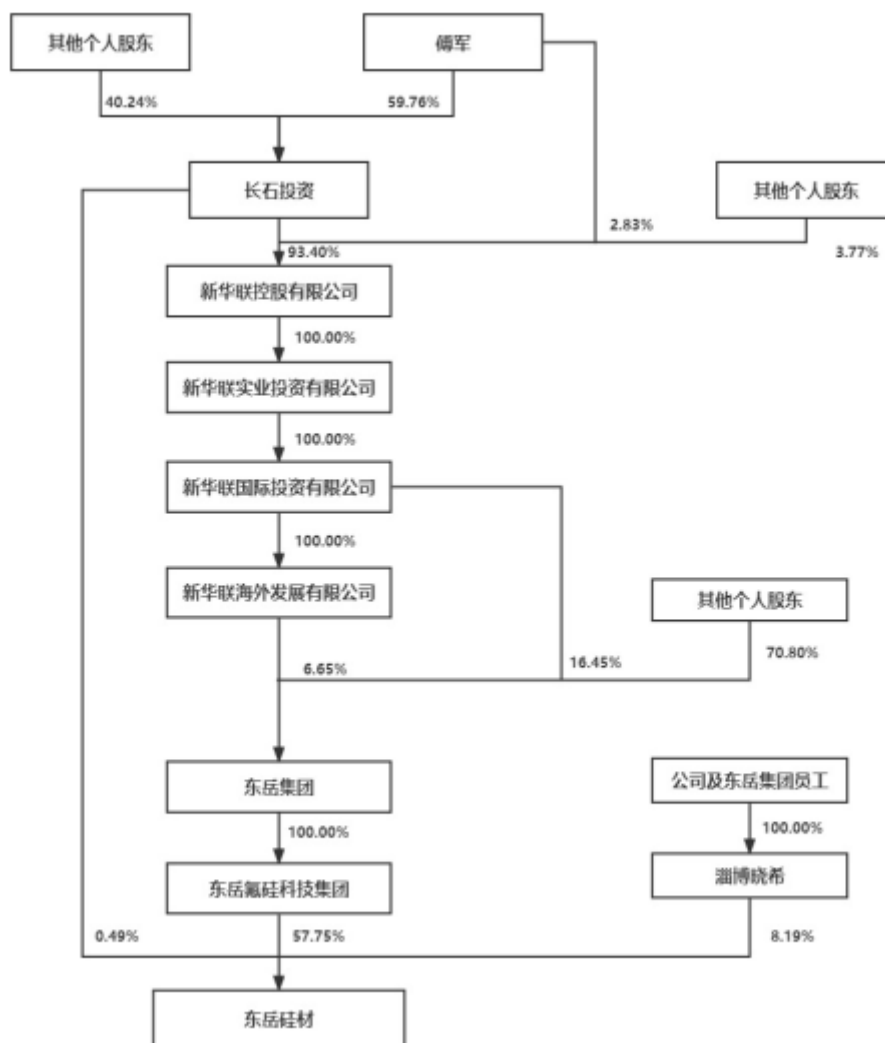 其他个人股东
傅军
40.24%
59.76%
长石投资
其他个人股东
2.83%
93.40%
3.77%
新华联控股有限公司
100.00%
新华联实业投资有限公司
100.00%
新华联国际投资有限公司
100.00%
新华联海外发展有限公司
其他个人股东
6.65%
16.45%
70.80%
东岳集团
公司及东岳集团员工
100.00%
100.00%
东岳氟硅科技集团
淄博晓希
0.49%
57.75%
8.19%
东岳硅材